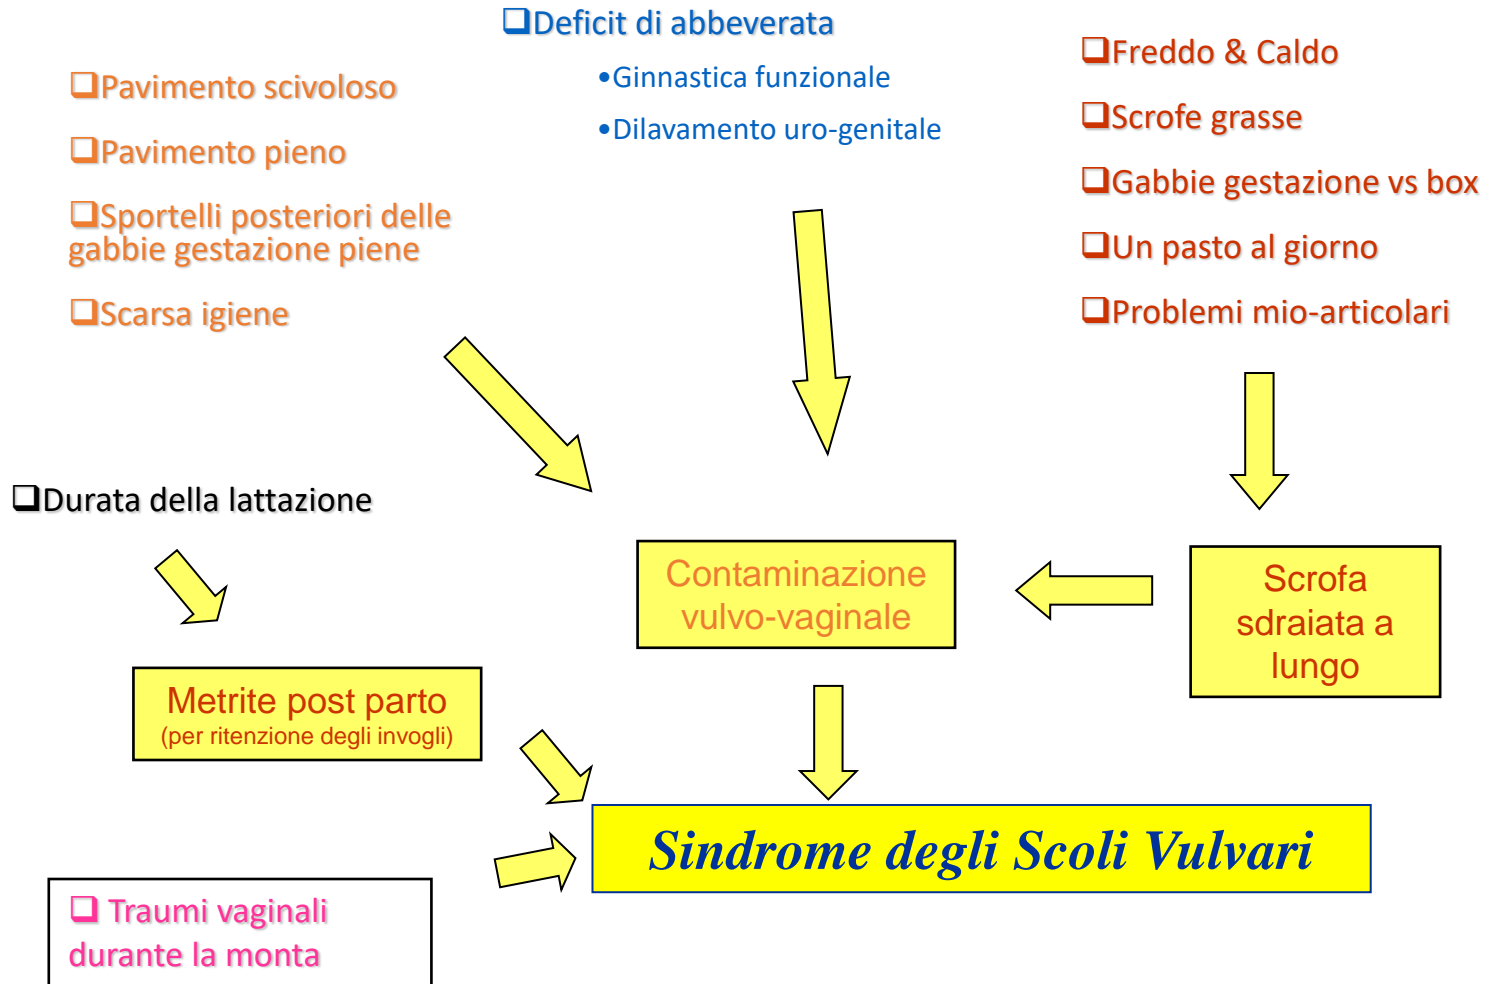 ❑Deficit di abbeverata
•Ginnastica funzionale
•Dilavamento uro-genitale
❑Pavimento scivoloso
❑Pavimento pieno
❑Sportelli posteriori delle
gabbie gestazione piene
❑Scarsa igiene
❑Freddo & Caldo
❑Scrofe grasse
❑Gabbie gestazione vs box
❑Un pasto al giorno
❑Problemi mio-articolari
❑Durata della lattazione
Contaminazione
vulvo-vaginale
Scrofa
sdraiata a
lungo
Metrite post parto
(per ritenzione degli invogli)
Sindrome degli Scoli Vulvari
❑ Traumi vaginali
durante la monta